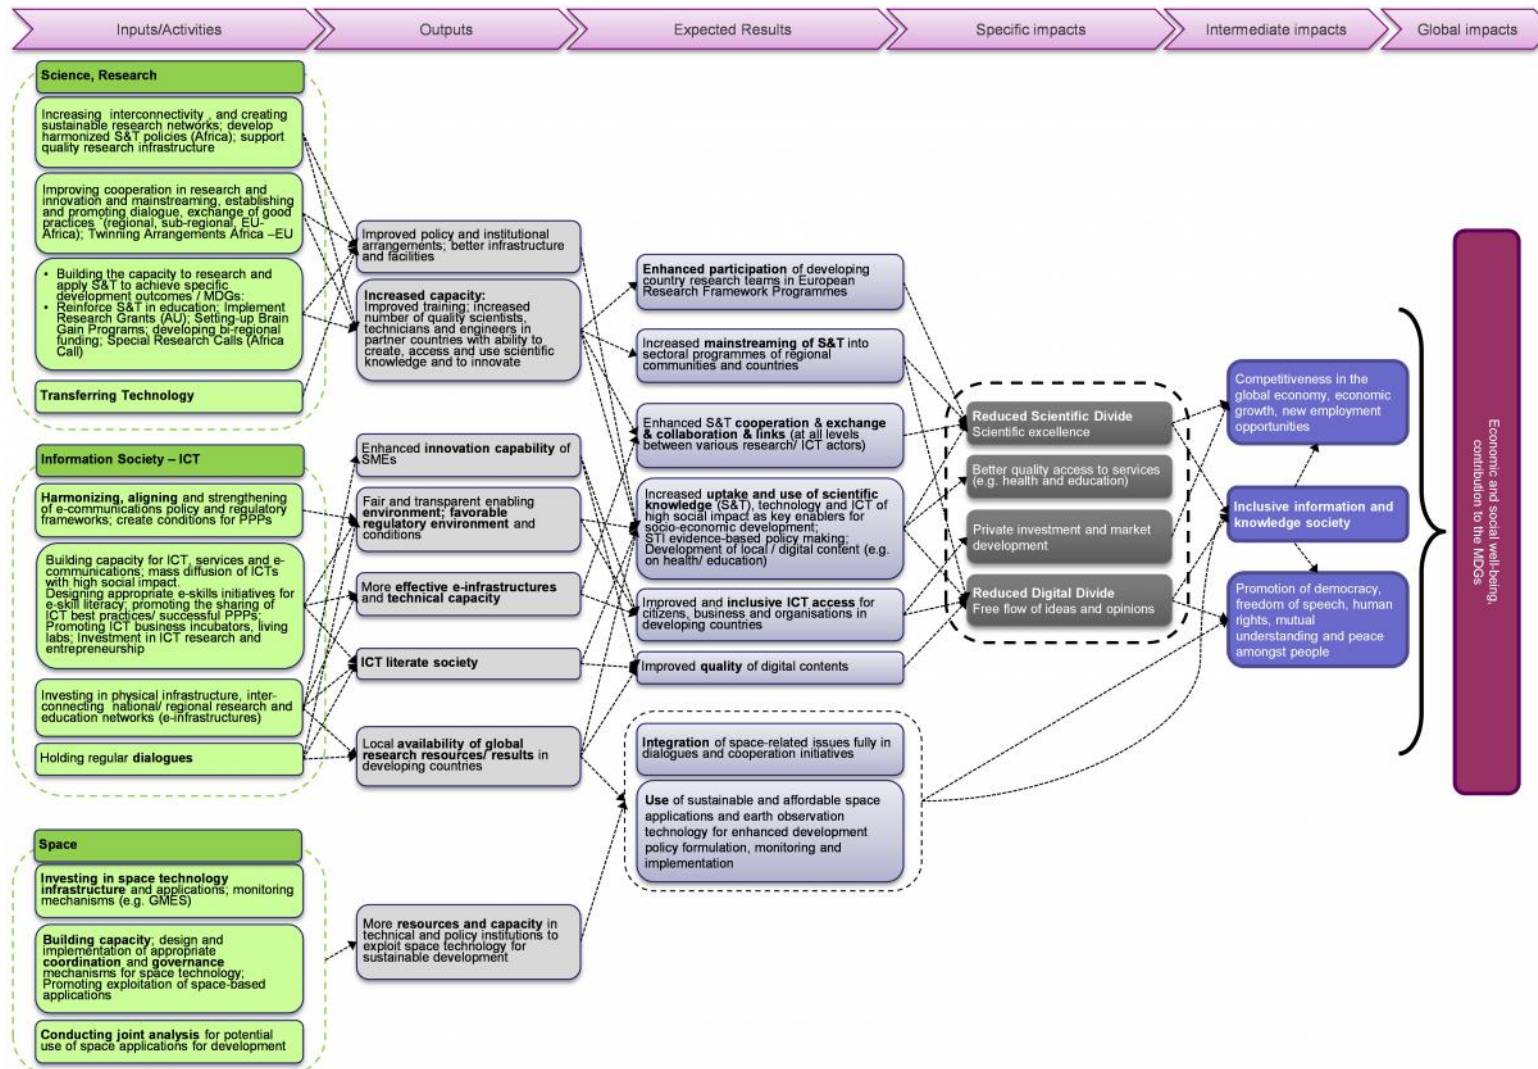 Inputs/Activities
Outputs
Expected Results
Specific impacts
Intermediate impacts
Global impacts
Science, Research
Increasing interconnectivity , and creating
sustainable research networks; develop
harmonized S&T policies (Africa); support
quality research infrastructure
Improving cooperation in research and
innovation and mainstreaming, establishing
and promoting dialogue, exchange of good
practices (regional, sub-regional, EU-
Africa); Twinning Arrangements Africa –EU
• Building the capacity to research and
apply S&T to achieve specific
development outcomes / MDGs:
• Reinforce S&T in education; Implement
Research Grants (AU); Setting-up Brain
Gain Programs; developing bi-regional
funding; Special Research Calls (Africa
Call)
Transferring Technology
Information Society – ICT
Harmonizing, aligning and strengthening
of e-communications policy and regulatory
frameworks; create conditions for PPPs
Building capacity for ICT, services and e-
communications; mass diffusion of ICTs
with high social impact.
Designing appropriate e-skills initiatives for
e-skill literacy; promoting the sharing of
ICT best practices/ successful PPPs;
Promoting ICT business incubators, living
labs; Investment in ICT research and
entrepreneurship
Investing in physical infrastructure, inter-
connecting national/ regional research and
education networks (e-infrastructures)
Holding regular dialogues
Space
Investing in space technology
infrastructure and applications; monitoring
mechanisms (e.g. GMES)
Building capacity; design and
implementation of appropriate
coordination and governance
mechanisms for space technology;
Promoting exploitation of space-based
applications
Conducting joint analysis for potential
use of space applications for development
Improved policy and institutional
arrangements; better infrastructure
and facilities
Increased capacity:
Improved training; increased
number of quality scientists,
technicians and engineers in
partner countries with ability to
create, access and use scientific
knowledge and to innovate
Enhanced innovation capability of
SMEs
Fair and transparent enabling
environment; favorable
regulatory environment and
conditions
More effective e-infrastructures
and technical capacity
ICT literate society
Local availability of global
research resources/ results in
developing countries
More resources and capacity in
technical and policy institutions to
exploit space technology for
sustainable development
Enhanced participation of developing
country research teams in European
Research Framework Programmes
Increased mainstreaming of S&T into
sectoral programmes of regional
communities and countries
Enhanced S&T cooperation & exchange
& collaboration & links (at all levels
between various research/ ICT actors)
Increased uptake and use of scientific
knowledge (S&T), technology and ICT of
high social impact as key enablers for
socio-economic development;
STI evidence-based policy making;
Development of local / digital content (e.g.
on health/ education)
Improved and inclusive ICT access for
citizens, business and organisations in
developing countries
Improved quality of digital contents
Integration of space-related issues fully in
dialogues and cooperation initiatives
Use of sustainable and affordable space
applications and earth observation
technology for enhanced development
policy formulation, monitoring and
implementation
Reduced Scientific Divide
Scientific excellence
Better quality access to services
(e.g. health and education)
Private investment and market
development
Reduced Digital Divide
Free flow of ideas and opinions
Competitiveness in the
global economy, economic
growth, new employment
opportunities
Inclusive information and
knowledge society
Promotion of democracy,
freedom of speech, human
rights, mutual
understanding and peace
amongst people
Economic and social well-being,
contribution to the MDGs